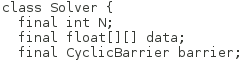 class Solver {
  final int N;
  final float[][] data;
  final CyclicBarrier barrier;